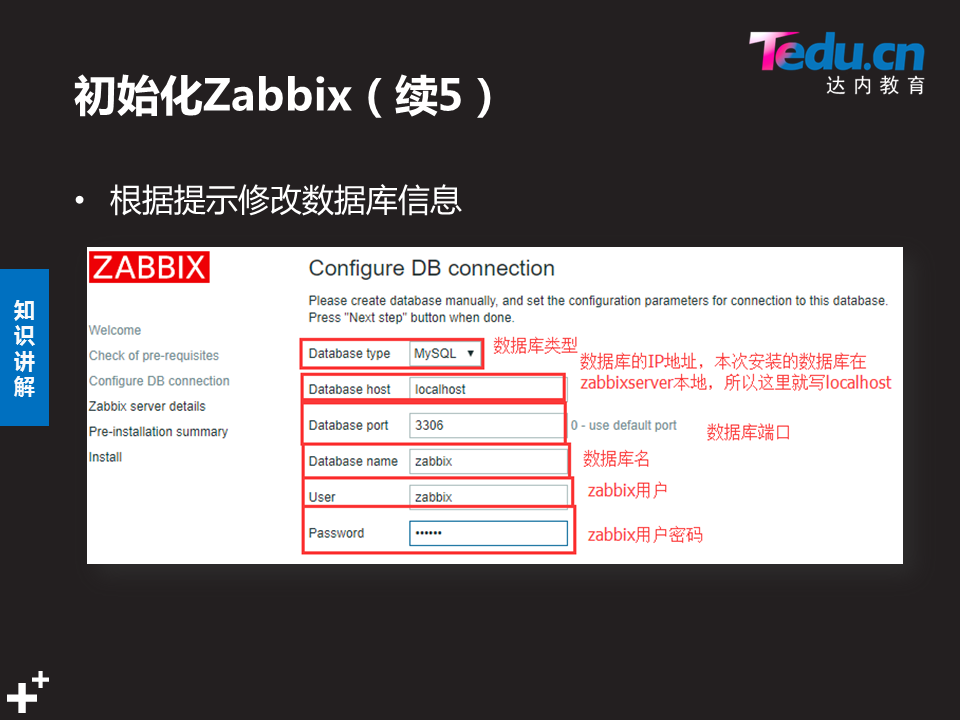 Tedu.cn
达内教育
初始化Zabbix（续5）
• 根据提示修改数据库信息
知识讲解
ZABBIX
Welcome
Check of pre-requisites
Configure DB connection
Zabbix server details
Pre-installation summary
Install
Configure DB connection
Please create database manually, and set the configuration parameters for connection to this database.
Press "Next step" button when done.
Database type MySQL ▼ 数据库类型
数据库的IP地址，本次安装的数据库在
zabbixserver本地，所以这里就写localhost
Database host localhost
Database port 3306 0 - use default port 数据库端口
Database name zabbix 数据库名
User zabbix zabbix用户
Password •••••• zabbix用户密码